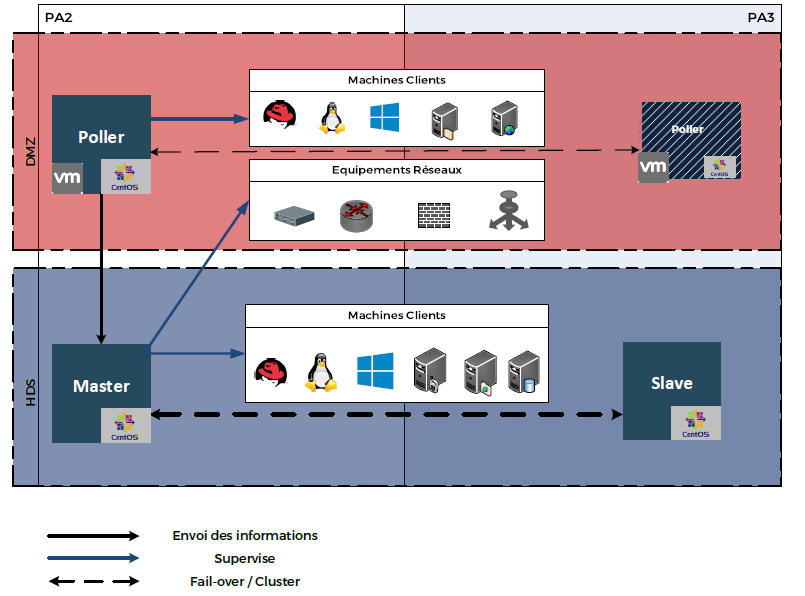 PA2
PA3
DMZ
Machines Clients
Poller
vm
CentOS
Poller
vm
CentOS
Equipements Réseaux
HDS
Machines Clients
Master
CentOS
Slave
CentOS
Envoi des informations
Supervise
Fail-over / Cluster